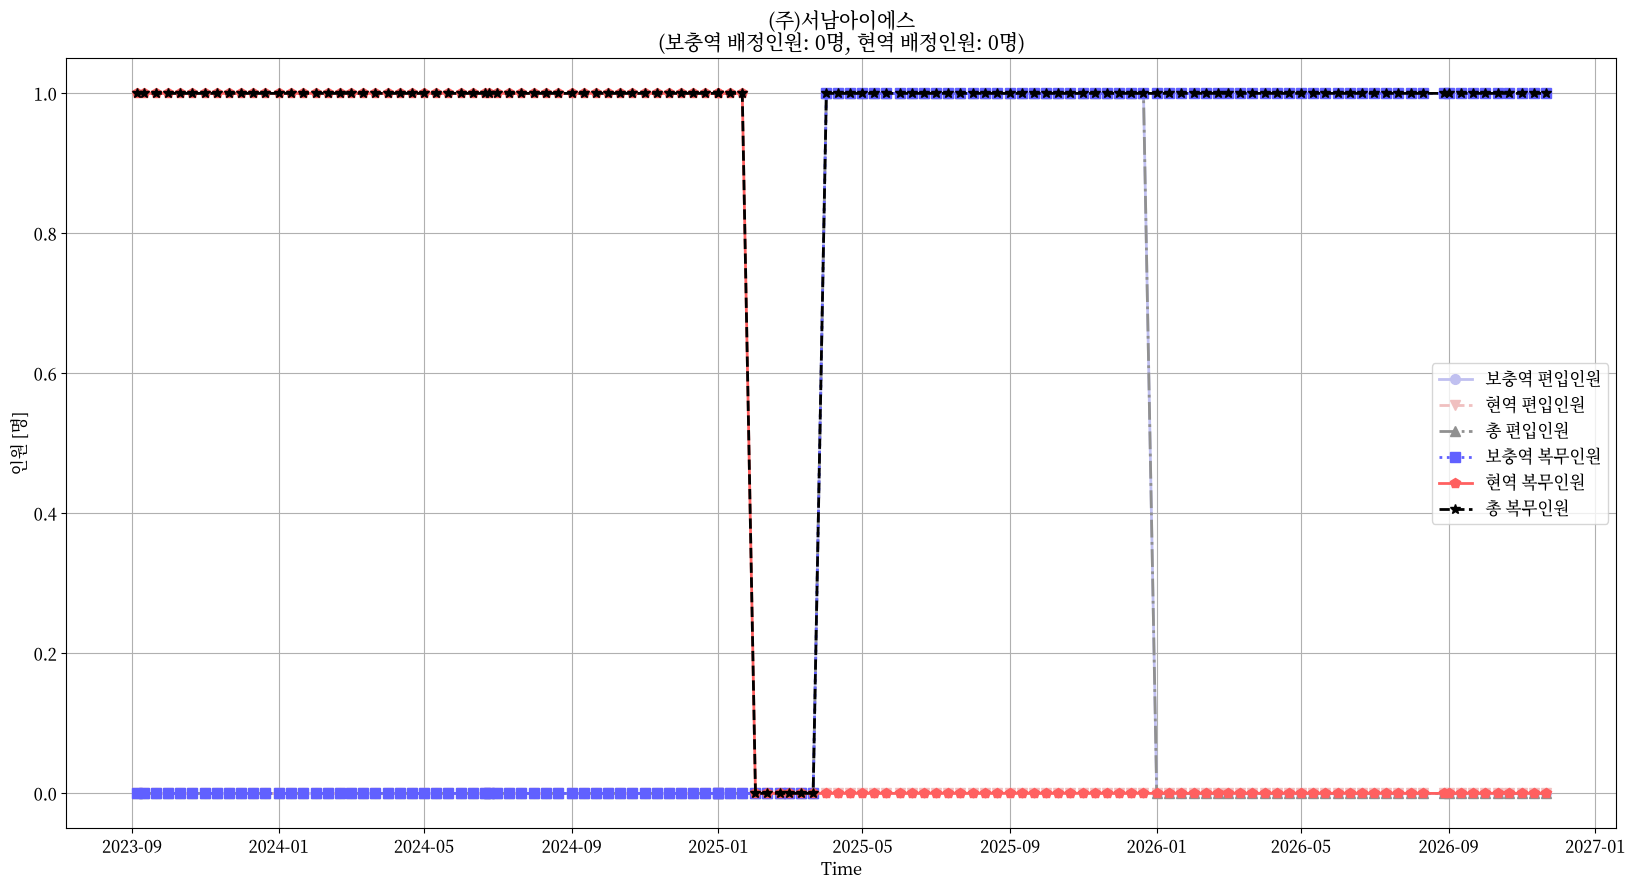 (주)서남아이에스
(보충역 배정인원: 0명, 현역 배정인원: 0명)
인원 [명]
1.0
0.8
0.6
0.4
0.2
0.0
보충역 편입인원
현역 편입인원
총 편입인원
보충역 복무인원
현역 복무인원
총 복무인원
2023-09 2024-01 2024-05 2024-09 2025-01 2025-05 2025-09 2026-01 2026-05 2026-09 2027-01
Time